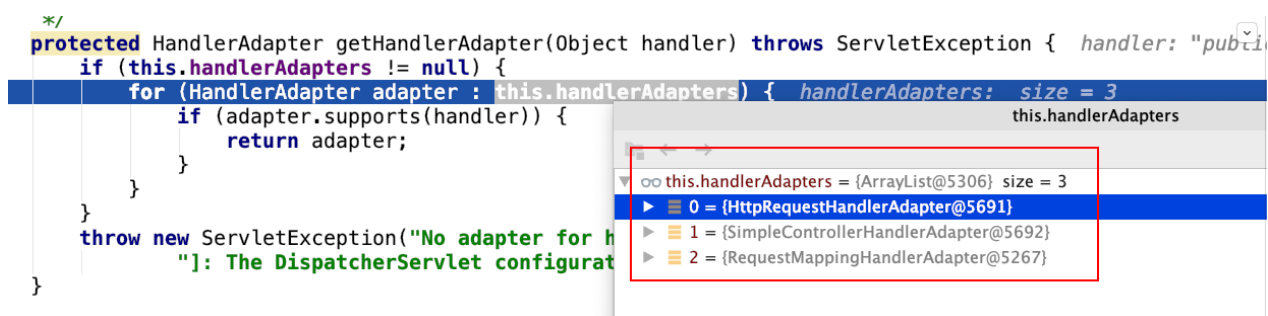 */
protected HandlerAdapter getHandlerAdapter(Object handler) throws ServletException {  handler: "public
if (this.handlerAdapters != null) {
for (HandlerAdapter adapter : this.handlerAdapters) {  handlerAdapters:  size = 3
if (adapter.supports(handler)) {
return adapter;
}
}
}
throw new ServletException("No adapter for h
"]: The DispatcherServlet configurat
}
this.handlerAdapters
this.handlerAdapters = {ArrayList@5306} size = 3
0 = {HttpRequestHandlerAdapter@5691}
1 = {SimpleControllerHandlerAdapter@5692}
2 = {RequestMappingHandlerAdapter@5267}